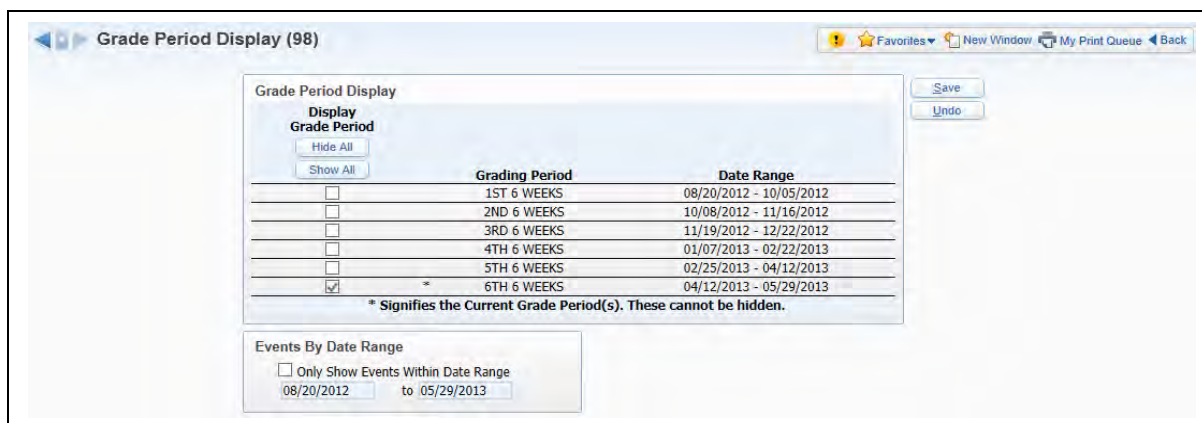 Grade Period Display (98)
Favorites New Window My Print Queue Back
Grade Period Display
Save
Undo
Display
Grade Period
Hide All
Show All
Grading Period Date Range
1ST 6 WEEKS 08/20/2012 - 10/05/2012
2ND 6 WEEKS 10/08/2012 - 11/16/2012
3RD 6 WEEKS 11/19/2012 - 12/22/2012
4TH 6 WEEKS 01/07/2013 - 02/22/2013
5TH 6 WEEKS 02/25/2013 - 04/12/2013
* 6TH 6 WEEKS 04/12/2013 - 05/29/2013
* Signifies the Current Grade Period(s). These cannot be hidden.
Events By Date Range
Only Show Events Within Date Range
08/20/2012 to 05/29/2013